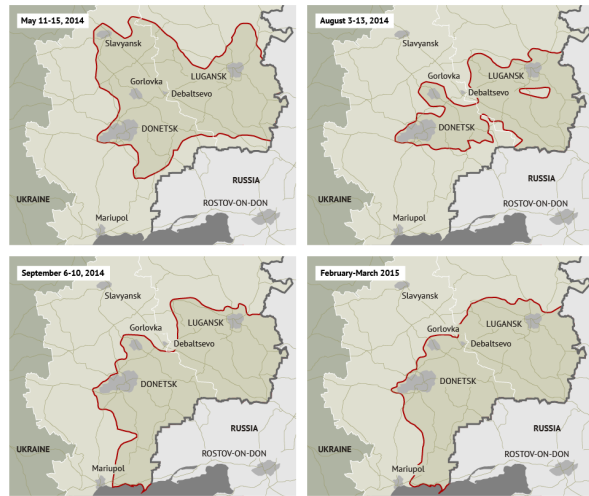 May 11-15, 2014
Slavyansk
LUGANSK
Gorlovka
Debaltsevo
DONETSK
RUSSIA
UKRAINE
ROSTOV-ON-DON
Mariupol
August 3-13, 2014
Slavyansk
Gorlovka
LUGANSK
Debaltsevo
DONETSK
RUSSIA
UKRAINE
ROSTOV-ON-DON
Mariupol
September 6-10, 2014
Slavyansk
Gorlovka
LUGANSK
Debaltsevo
DONETSK
RUSSIA
UKRAINE
Mariupol
ROSTOV-ON-DON
February-March 2015
Slavyansk
Gorlovka
LUGANSK
Debaltsevo
DONETSK
RUSSIA
UKRAINE
Mariupol
ROSTOV-ON-DON